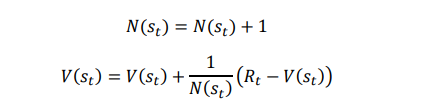 N(s_t) = N(s_t) + 1
V(s_t) = V(s_t) + \frac{1}{N(s_t)} (R_t − V(s_t))